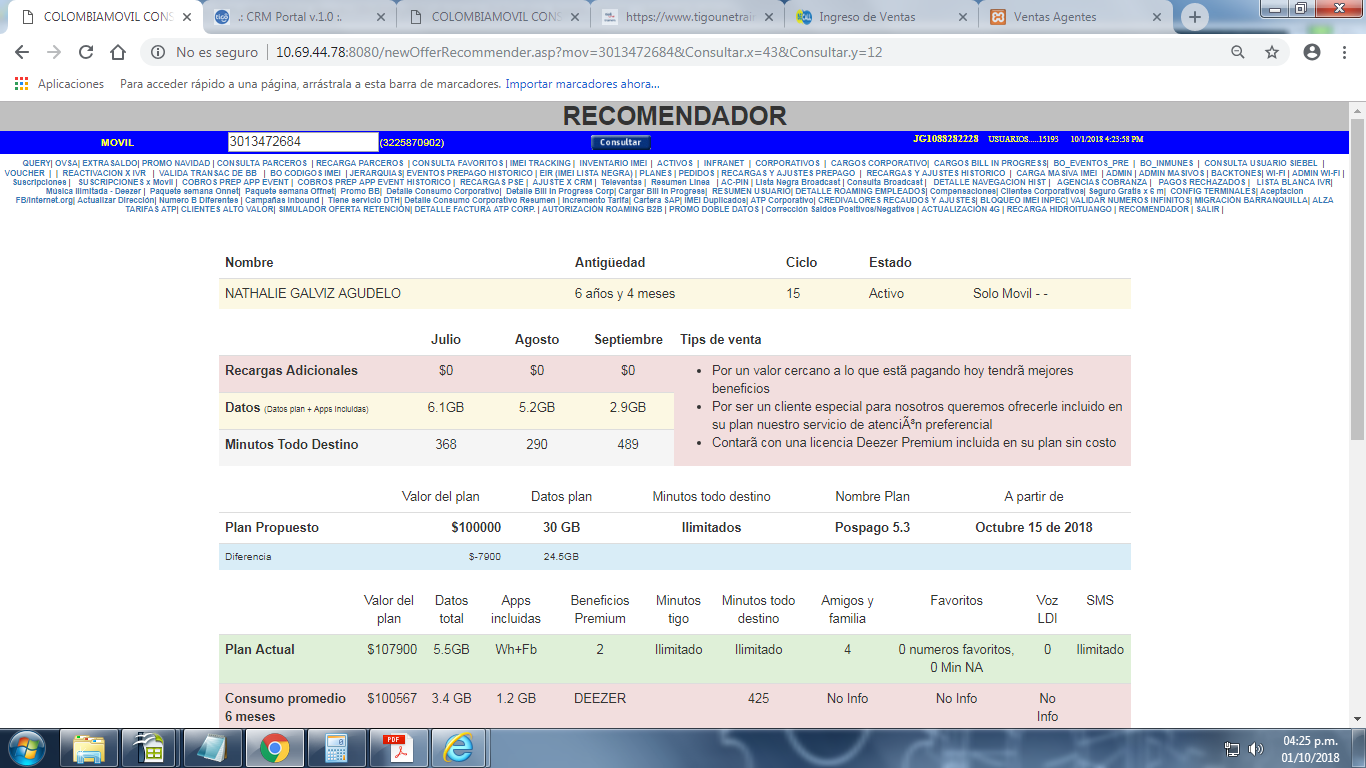 COLOMBIAMOVIL CONS
.: CRM Portal v.1.0 :.
COLOMBIAMOVIL CONS
https://www.tigounetrain
Ingreso de Ventas
Ventas Agentes
No es seguro | 10.69.44.78:8080/newOfferRecommender.asp?mov=3013472684&Consultar.x=43&Consultar.y=12
Aplicaciones Para acceder rápido a una página, arrástrala a esta barra de marcadores. Importar marcadores ahora...
RECOMENDADOR
MOVIL 3013472684 (3225870902) Consultar JG1088282228 USUARIOS.....15193 10/1/2018 4:23:58 PM
QUERY| OVSA| EXTRASALDO| PROMO NAVIDAD | CONSULTA PARCEROS | RECARGA PARCEROS | CONSULTA FAVORITOS | IMEI TRACKING | INVENTARIO IMEI | ACTIVOS | INFRANET | CORPORATIVOS | CARGOS CORPORATIVO| CARGOS BILL IN PROGRESS| BO_EVENTOS_PRE | BO_INMUNES | CONSULTA USUARIO SIEBEL |
VOUCHER | | REACTIVACION X IVR | VALIDA TRANSAC DE BB | BO CODIGOS IMEI | JERARQUIAS| EVENTOS PREPAGO HISTORICO | EIR (IMEI LISTA NEGRA) | PLANES | PEDIDOS | RECARGAS Y AJUSTES PREPAGO | RECARGAS Y AJUSTES HISTORICO | CARGA MASIVA IMEI | ADMIN | ADMIN MASIVOS | BACKTONES| WI-FI | ADMIN WI-FI |
Suscripciones | SUSCRIPCIONES x Movil | COBROS PREP APP EVENT | COBROS PREP APP EVENT HISTORICO | RECARGAS PSE | AJUSTE X CRM | Televentas | Resumen Linea | AC-PIN | Lista Negra Broadcast | Consulta Broadcast | DETALLE NAVEGACION HIST | AGENCIAS COBRANZA | PAGOS RECHAZADOS | LISTA BLANCA IVR|
Musica Ilimitada - Deezer | Paquete semana Onnet| Paquete semana Offnet| Promo BB| Detalle Consumo Corporativo| Detalle Bill In Progress Corp| Cargar Bill In Progress| RESUMEN USUARIO| DETALLE ROAMING EMPLEADOS| Compensaciones| Clientes Corporativos| Seguro Gratis x 6 m| CONFIG TERMINALES| Aceptacion
FB/Internet.org| Actualizar Dirección| Numero B Diferentes | Campañas Inbound | Tiene servicio DTH| Detalle Consumo Corporativo Resumen | Incremento Tarifa| Cartera SAP| IMEI Duplicados| ATP Corporativo| CREDIVALORES RECAUDOS Y AJUSTES| BLOQUEO IMEI INPEC| VALIDAR NUMEROS INFINITOS| MIGRACIÓN BARRANQUILLA| ALZA
TARIFAS ATP| CLIENTES ALTO VALOR| SIMULADOR OFERTA RETENCIÓN| DETALLE FACTURA ATP CORP. | AUTORIZACIÓN ROAMING B2B | PROMO DOBLE DATOS | Corrección Saldos Positivos/Negativos | ACTUALIZACIÓN 4G | RECARGA HIDROITUANGO | RECOMENDADOR | SALIR |
Nombre Antigüedad Ciclo Estado
NATHALIE GALVIZ AGUDELO 6 años y 4 meses 15 Activo Solo Movil - -
Julio Agosto Septiembre Tips de venta
Recargas Adicionales $0 $0 $0
Datos (Datos plan + Apps Incluidas) 6.1GB 5.2GB 2.9GB
Minutos Todo Destino 368 290 489
• Por un valor cercano a lo que està pagando hoy tendrã mejores
beneficios
• Por ser un cliente especial para nosotros queremos ofrecerle incluido en
su plan nuestro servicio de atenciÃ³n preferencial
• Contarã con una licencia Deezer Premium incluida en su plan sin costo
Valor del plan Datos plan Minutos todo destino Nombre Plan A partir de
Plan Propuesto $100000 30 GB Ilimitados Pospago 5.3 Octubre 15 de 2018
Diferencia $-7900 24.5GB
Valor del plan Datos total Apps incluidas Beneficios Premium Minutos tigo Minutos todo destino Amigos y familia Favoritos Voz LDI SMS
Plan Actual $107900 5.5GB Wh+Fb 2 Ilimitado Ilimitado 4 0 numeros favoritos, 0 Min NA 0 Ilimitado
Consumo promedio 6 meses $100567 3.4 GB 1.2 GB DEEZER 425 No Info No Info No Info
PDF
04:25 p.m.
01/10/2018